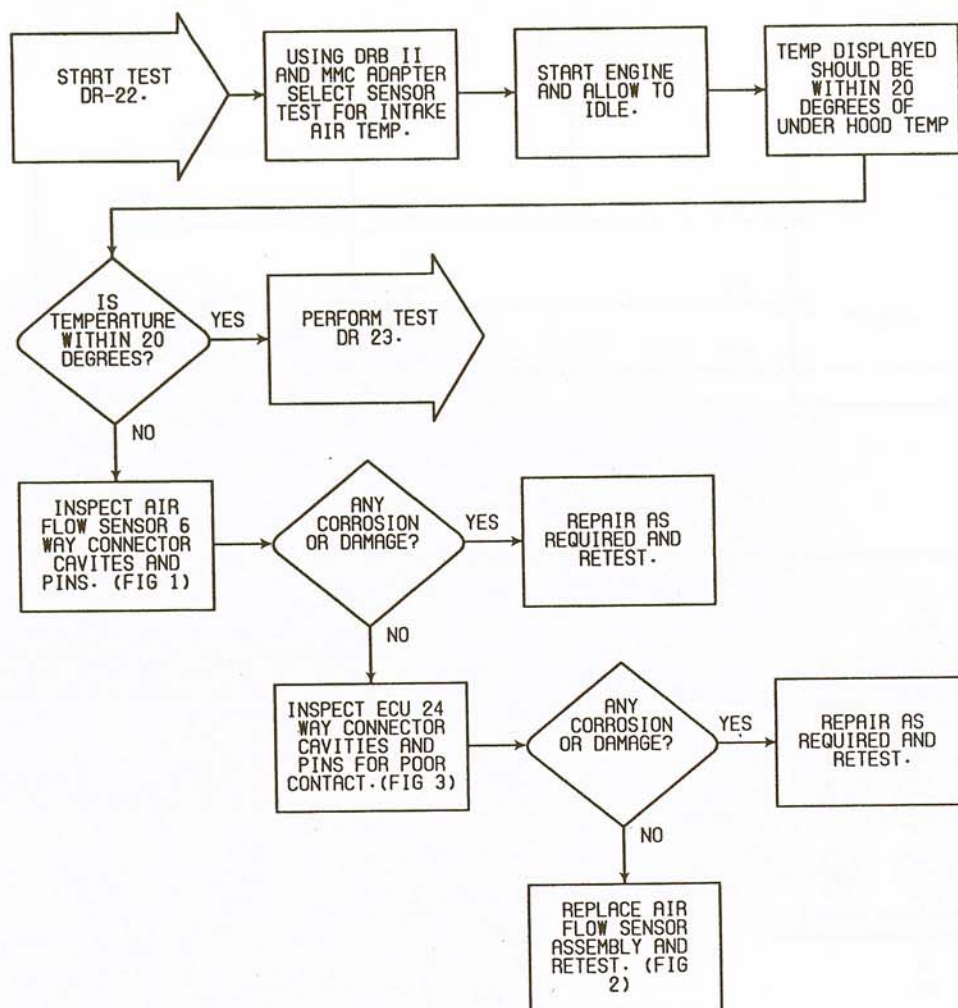 START TEST
DR-22.
USING DRB II
AND MMC ADAPTER
SELECT SENSOR
TEST FOR INTAKE
AIR TEMP.
START ENGINE
AND ALLOW TO
IDLE.
TEMP DISPLAYED
SHOULD BE
WITHIN 20
DEGREES OF
UNDER HOOD TEMP
IS
TEMPERATURE
WITHIN 20
DEGREES?
YES
PERFORM TEST
DR 23.
NO
INSPECT AIR
FLOW SENSOR 6
WAY CONNECTOR
CAVITES AND
PINS. (FIG 1)
ANY
CORROSION
OR DAMAGE?
YES
REPAIR AS
REQUIRED AND
RETEST.
NO
INSPECT ECU 24
WAY CONNECTOR
CAVITIES AND
PINS FOR POOR
CONTACT.(FIG 3)
ANY
CORROSION
OR DAMAGE?
YES
REPAIR AS
REQUIRED AND
RETEST.
NO
REPLACE AIR
FLOW SENSOR
ASSEMBLY AND
RETEST. (FIG
2)